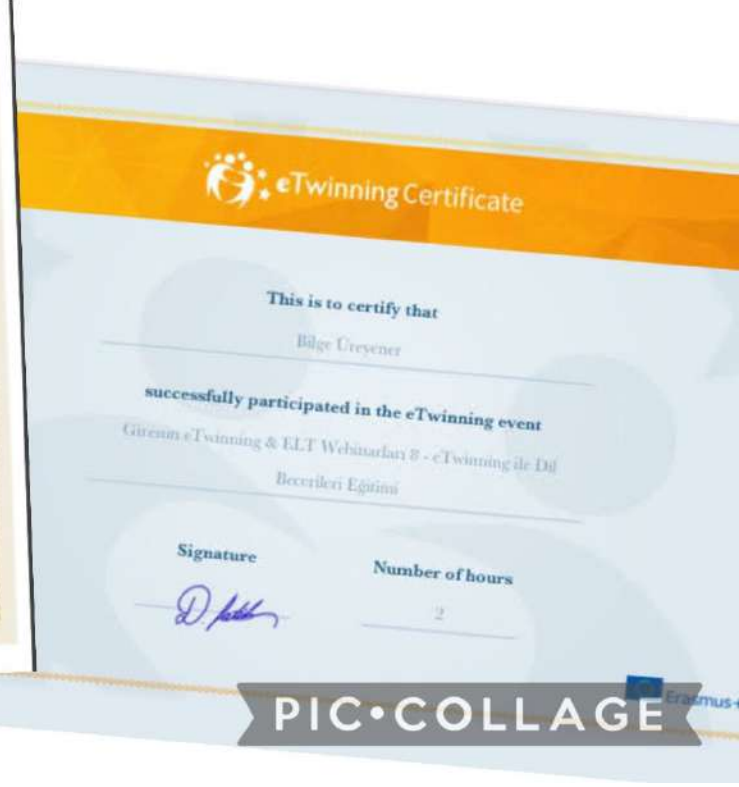 eTwinning Certificate
This is to certify that
Bilge Üreyener
successfully participated in the eTwinning event
Giresun eTwinning & ELT Webinarları 8 - eTwinning ile Dil
Becerileri Eğitimi
Signature
Number of hours
2
Erasmus+
PIC•COLLAGE